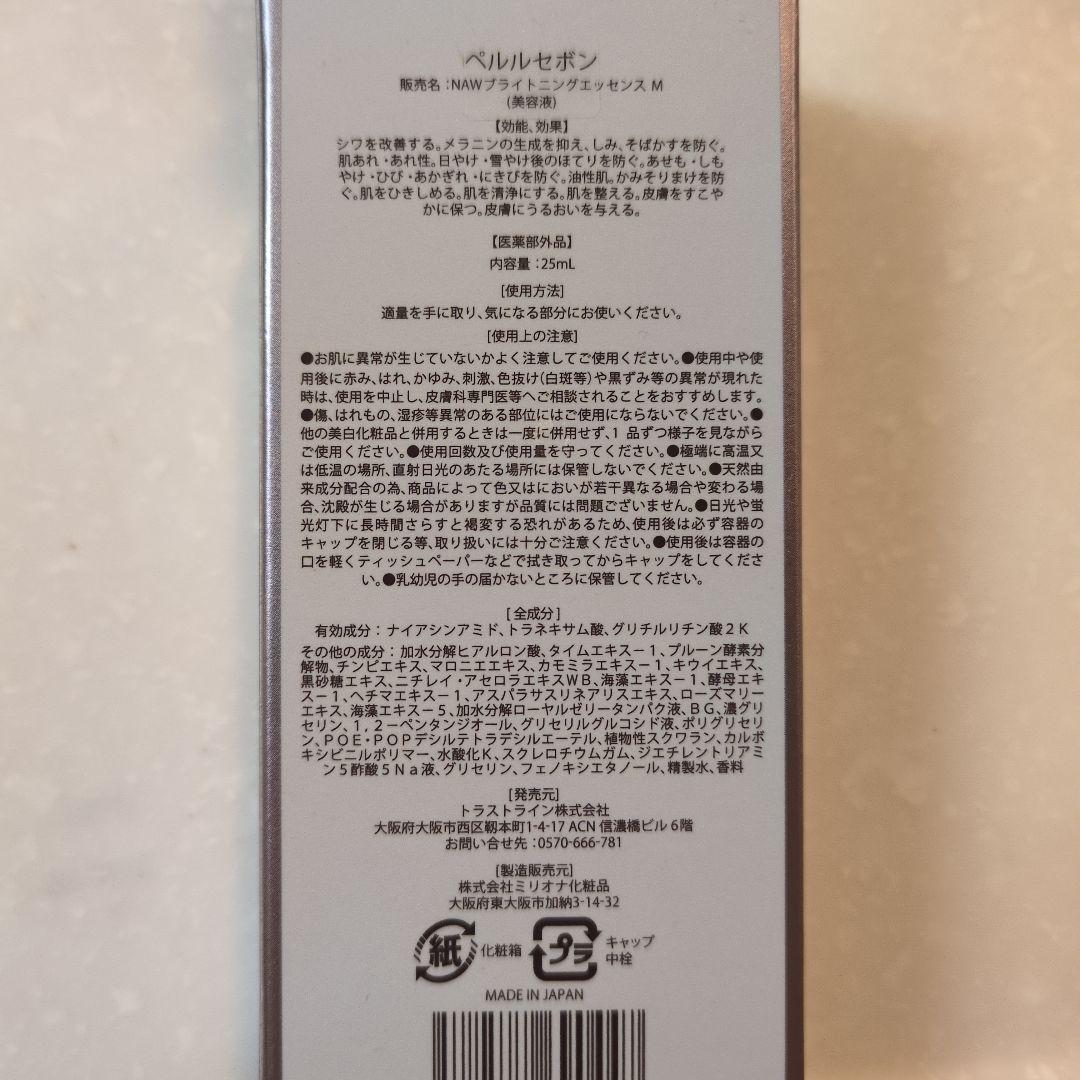 ペルルセボン
販売名：NAWブライトニングエッセンス M
(美容液)
【効能、効果】
シワを改善する。メラニンの生成を抑え、しみ、そばかすを防ぐ。
肌あれ・あれ性。日やけ・雪やけ後のほてりを防ぐ。あせも・しも
やけ・ひび・あかぎれ・にきびを防ぐ。油性肌。かみそりまけを防
ぐ。肌をひきしめる。肌を清浄にする。肌を整える。皮膚をすこや
かに保つ。皮膚にうるおいを与える。
【医薬部外品】
内容量：25mL
[使用方法]
適量を手に取り、気になる部分にお使いください。
[使用上の注意]
●お肌に異常が生じていないかよく注意してご使用ください。●使用中や使
用後に赤み、はれ、かゆみ、刺激、色抜け(白斑等)や黒ずみ等の異常が現れた
時は、使用を中止し、皮膚科専門医等へご相談されることをおすすめします。
●傷、はれもの、湿疹等異常のある部位にはご使用にならないでください。●
他の美白化粧品と併用するときは一度に併用せず、1 品ずつ様子を見ながら
ご使用ください。●使用回数及び使用量を守ってください。●極端に高温又
は低温の場所、直射日光のあたる場所には保管しないでください。●天然由
来成分配合の為、商品によって色又はにおいが若干異なる場合や変わる場
合、沈殿が生じる場合がありますが品質には問題ございません。●日光や蛍
光灯下に長時間さらすと褐変する恐れがあるため、使用後は必ず容器の
キャップを閉じる等、取り扱いには十分ご注意ください。●使用後は容器の
口を軽くティッシュペーパーなどで拭き取ってからキャップをしてくださ
い。●乳幼児の手の届かないところに保管してください。
[全成分]
有効成分：ナイアシンアミド、トラネキサム酸、グリチルリチン酸２Ｋ
その他の成分：加水分解ヒアルロン酸、タイムエキス－１、プルーン酵素分
解物、チンピエキス、マロニエエキス、カモミラエキス－１、キウイエキス、
黒砂糖エキス、ニチレイ・アセロラエキスＷＢ、海藻エキス－１、酵母エキ
ス－１、ヘチマエキス－１、アスパラサスリネアリスエキス、ローズマリー
エキス、海藻エキス－５、加水分解ローヤルゼリータンパク液、ＢＧ、濃グリ
セリン、１，２－ペンタンジオール、グリセリルグルコシド液、ポリグリセリ
ン、ＰＯＥ・ＰＯＰデシルテトラデシルエーテル、植物性スクワラン、カルボ
キシビニルポリマー、水酸化Ｋ、スクレロチウムガム、ジエチレントリアミ
ン５酢酸５Ｎａ液、グリセリン、フェノキシエタノール、精製水、香料
[発売元]
トラストライン株式会社
大阪府大阪市西区靱本町1-4-17 ACN 信濃橋ビル 6階
お問い合せ先：0570-666-781
[製造販売元]
株式会社ミリオナ化粧品
大阪府東大阪市加納3-14-32
紙 化粧箱 プラ キャップ
中栓
MADE IN JAPAN